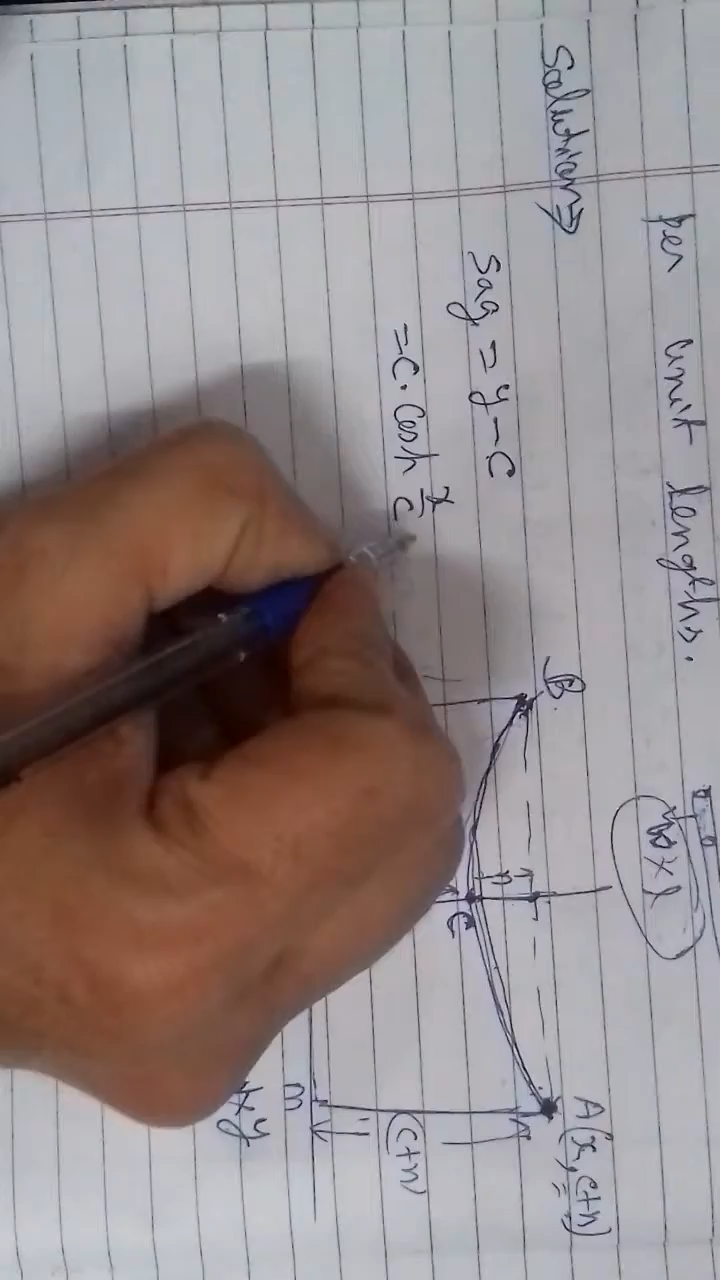 per unit lengths.
w×l
Solution ⇒
Sag = y - c
= c. Cosh x/c
B
A(x, c+n)
n
C
A
(c+n)
m